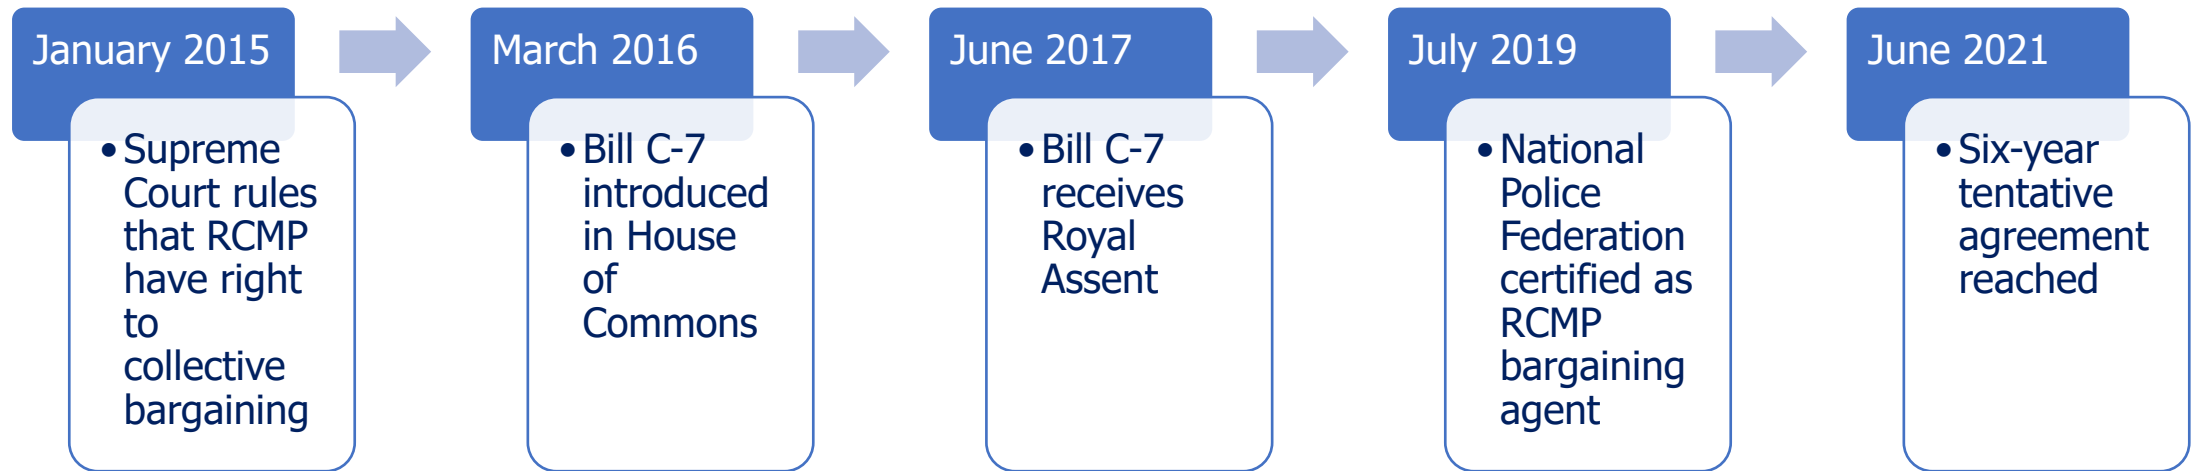 January 2015
• Supreme
Court rules
that RCMP
have right
to
collective
bargaining
March 2016
• Bill C-7
introduced
in House
of
Commons
June 2017
• Bill C-7
receives
Royal
Assent
July 2019
• National
Police
Federation
certified as
RCMP
bargaining
agent
June 2021
• Six-year
tentative
agreement
reached